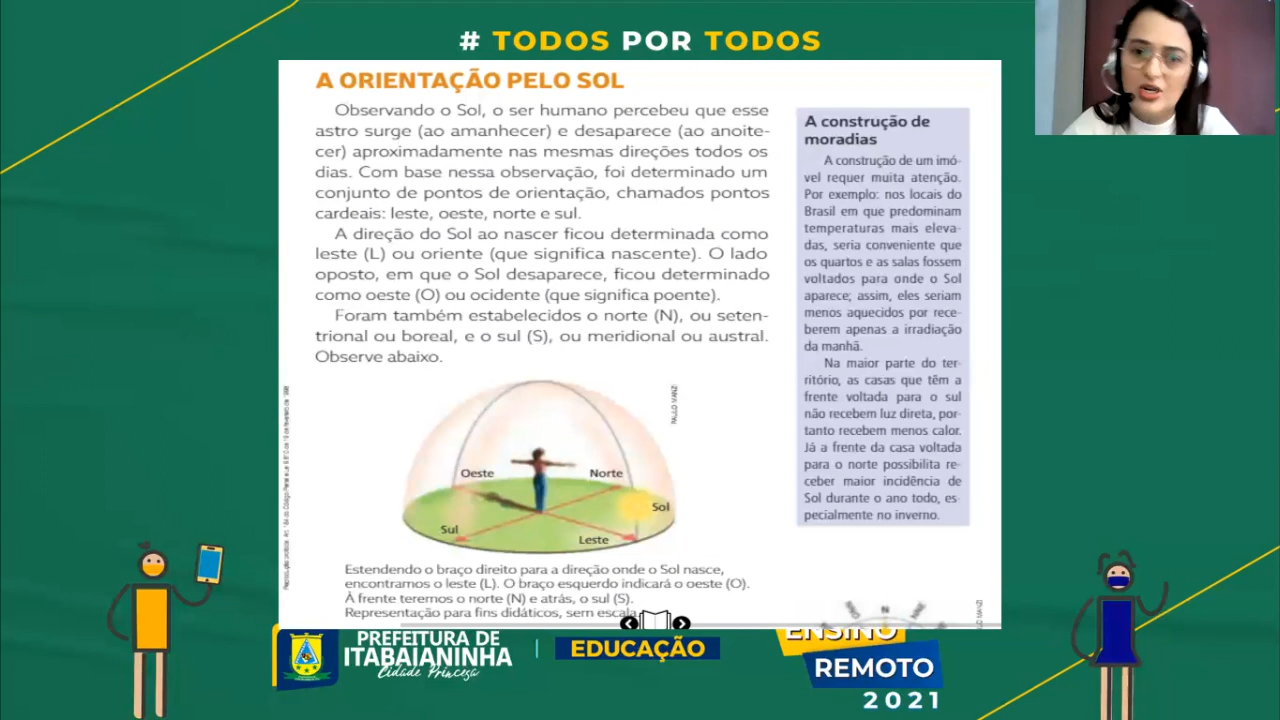 # TODOS POR TODOS
A ORIENTAÇÃO PELO SOL
Observando o Sol, o ser humano percebeu que esse
astro surge (ao amanhecer) e desaparece (ao anoite-
cer) aproximadamente nas mesmas direções todos os
dias. Com base nessa observação, foi determinado um
conjunto de pontos de orientação, chamados pontos
cardeais: leste, oeste, norte e sul.
A direção do Sol ao nascer ficou determinada como
leste (L) ou oriente (que significa nascente). O lado
oposto, em que o Sol desaparece, ficou determinado
como oeste (O) ou ocidente (que significa poente).
Foram também estabelecidos o norte (N), ou seten-
trional ou boreal, e o sul (S), ou meridional ou austral.
Observe abaixo.
A construção de
moradias
A construção de um imó-
vel requer muita atenção.
Por exemplo: nos locais do
Brasil em que predominam
temperaturas mais eleva-
das, seria conveniente que
os quartos e as salas fossem
voltados para onde o Sol
aparece; assim, eles seriam
menos aquecidos por rece-
berem apenas a irradiação
da manhã.
Na maior parte do ter-
ritório, as casas que têm a
frente voltada para o sul
não recebem luz direta, por-
tanto recebem menos calor.
Já a frente da casa voltada
para o norte possibilita re-
ceber maior incidência de
Sol durante o ano todo, es-
pecialmente no inverno.
PAULO MANZI
Oeste
Norte
Sol
Sul
Leste
Estendendo o braço direito para a direção onde o Sol nasce,
encontramos o leste (L). O braço esquerdo indicará o oeste (O).
À frente teremos o norte (N) e atrás, o sul (S).
Representação para fins didáticos, sem escala
N
PREFEITURA DE
ITABAIANINHA
Cidade Princesa
EDUCAÇÃO
ENSINO
REMOTO
2021